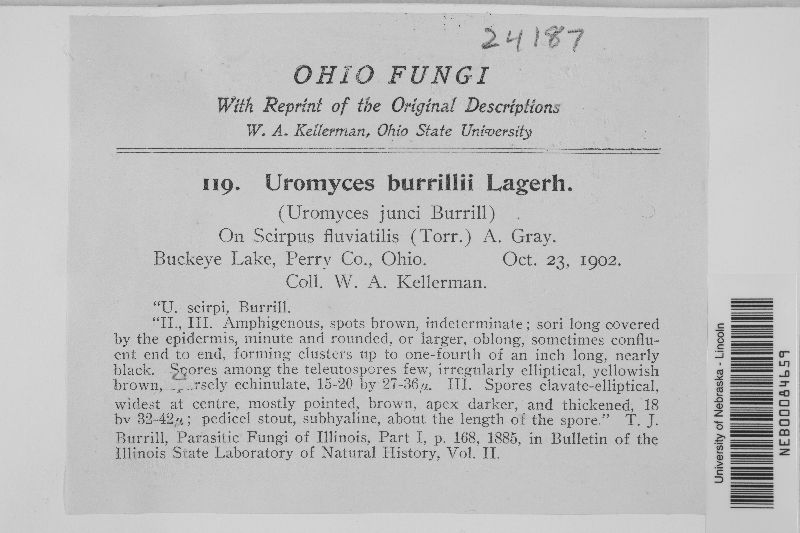 24187
OHIO FUNGI
With Reprint of the Original Descriptions
W. A. Kellerman, Ohio State University
119. Uromyces burrillii Lagerh.
(Uromyces junci Burrill)
On Scirpus fluviatilis (Torr.) A. Gray.
Buckeye Lake, Perry Co., Ohio. Oct. 23, 1902.
Coll. W. A. Kellerman.
"U. scirpi, Burrill.
"II., III. Amphigenous, spots brown, indeterminate; sori long covered
by the epidermis, minute and rounded, or larger, oblong, sometimes conflu-
ent end to end, forming clusters up to one-fourth of an inch long, nearly
black. Spores among the teleutospores few, irregularly elliptical, yellowish
brown, echinulate, 15-20 by 27-36µ. III. Spores clavate-elliptical,
widest at centre, mostly pointed, brown, apex darker, and thickened, 18
by 32-42µ; pedicel stout, subhyaline, about the length of the spore." T. J.
Burrill, Parasitic Fungi of Illinois, Part I, p. 168, 1885, in Bulletin of the
Illinois State Laboratory of Natural History, Vol. II.
University of Nebraska - Lincoln
NEB00084659